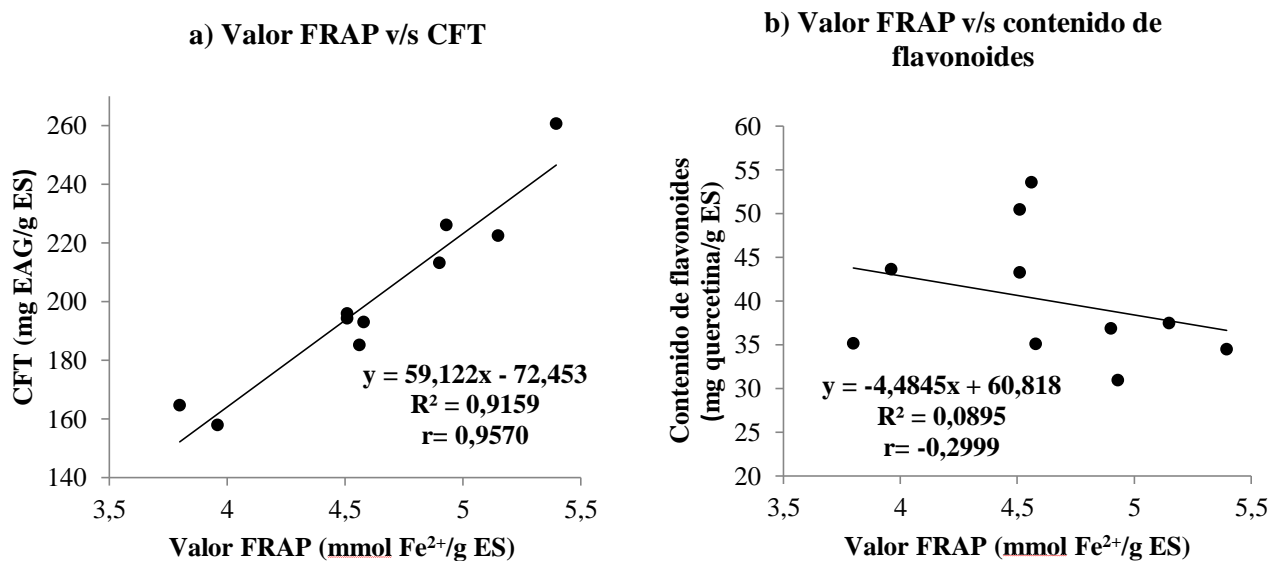 a) Valor FRAP v/s CFT
CFT (mg EAG/g ES)
260
240
220
200
180
160
140
y = 59,122x - 72,453
R² = 0,9159
r= 0,9570
3,5 4 4,5 5 5,5
Valor FRAP (mmol Fe²⁺/g ES)
b) Valor FRAP v/s contenido de
flavonoides
Contenido de flavonoides
(mg quercetina/g ES)
60
55
50
45
40
35
30
25
20
y = -4,4845x + 60,818
R² = 0,0895
r= -0,2999
3,5 4 4,5 5 5,5
Valor FRAP (mmol Fe²⁺/g ES)